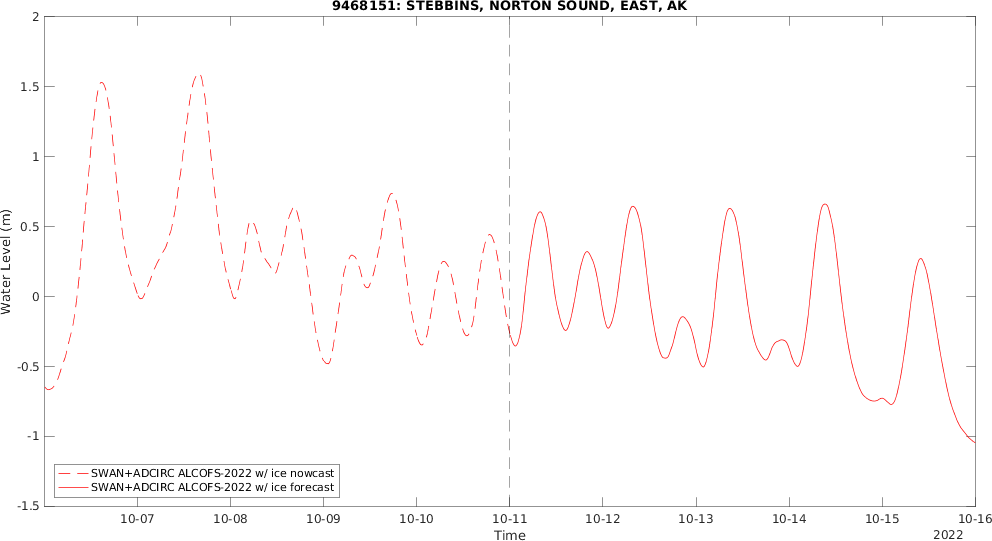 9468151: STEBBINS, NORTON SOUND, EAST, AK
2
1.5
1
0.5
0
-0.5
-1
-1.5
Water Level (m)
SWAN+ADCIRC ALCOFS-2022 w/ ice nowcast
SWAN+ADCIRC ALCOFS-2022 w/ ice forecast
10-07 10-08 10-09 10-10 10-11 10-12 10-13 10-14 10-15 10-16
Time
2022